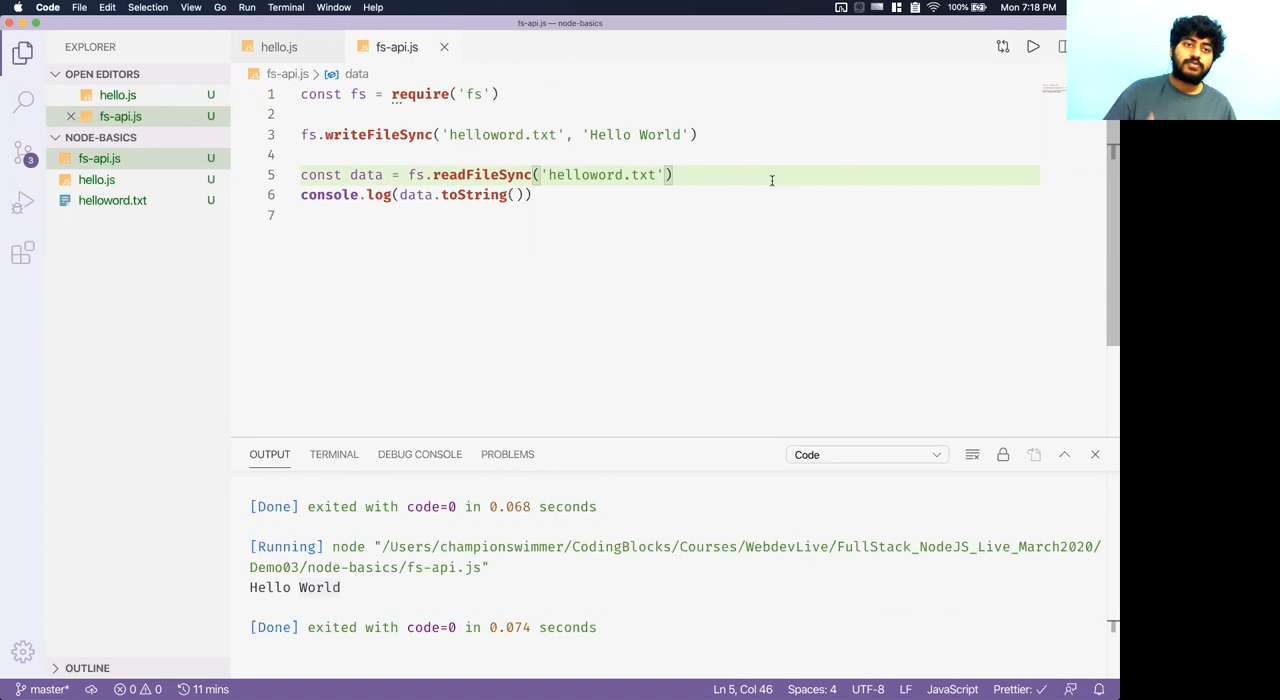 Code File Edit Selection View Go Run Terminal Window Help 100% Mon 7:18 PM
fs-api.js — node-basics
EXPLORER
hello.js fs-api.js
OPEN EDITORS
hello.js U
fs-api.js U
NODE-BASICS
fs-api.js U
hello.js U
helloword.txt U
OUTLINE
fs-api.js > data
1 const fs = require('fs')
2
3 fs.writeFileSync('helloword.txt', 'Hello World')
4
5 const data = fs.readFileSync('helloword.txt')
6 console.log(data.toString())
7
OUTPUT TERMINAL DEBUG CONSOLE PROBLEMS Code
[Done] exited with code=0 in 0.068 seconds
[Running] node "/Users/championswimmer/CodingBlocks/Courses/WebdevLive/FullStack_NodeJS_Live_March2020/
Demo03/node-basics/fs-api.js"
Hello World
[Done] exited with code=0 in 0.074 seconds
master* 0 0 11 mins Ln 5, Col 46 Spaces: 4 UTF-8 LF JavaScript Prettier: ✓
3